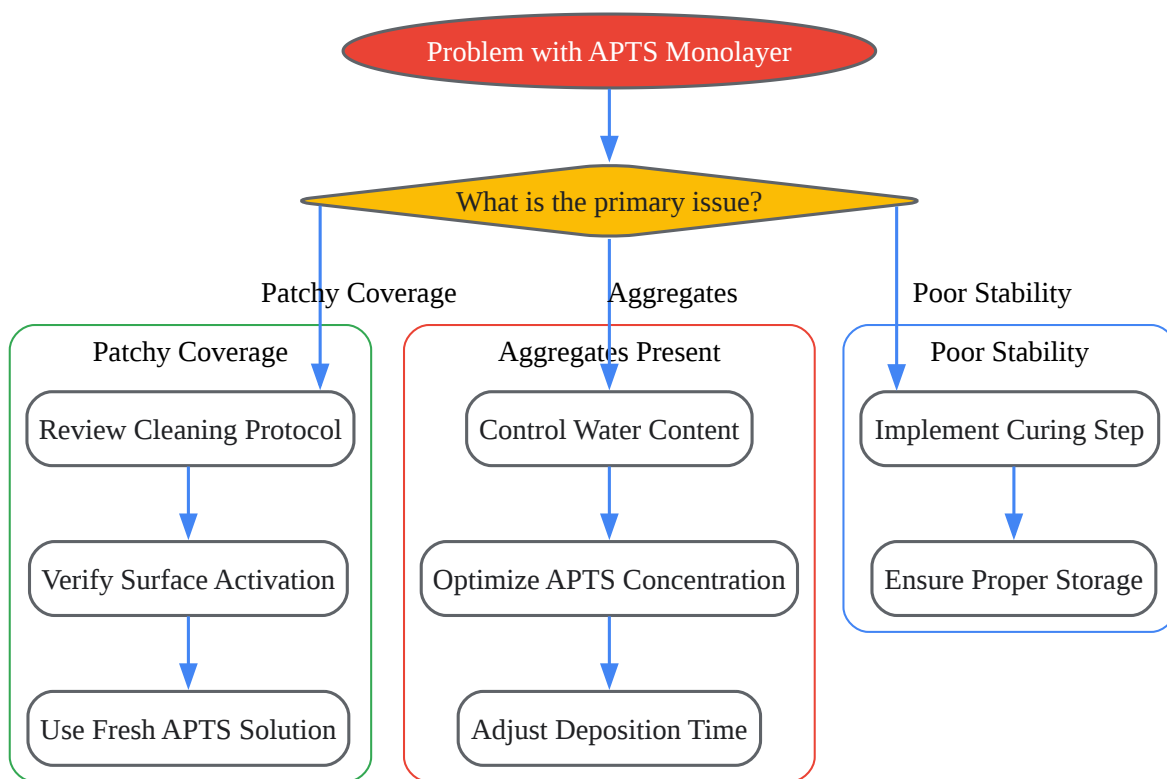 Problem with APTS Monolayer
What is the primary issue?
Patchy Coverage
Aggregates
Poor Stability
Patchy Coverage
Review Cleaning Protocol
Verify Surface Activation
Use Fresh APTS Solution
Aggregates Present
Control Water Content
Optimize APTS Concentration
Adjust Deposition Time
Poor Stability
Implement Curing Step
Ensure Proper Storage